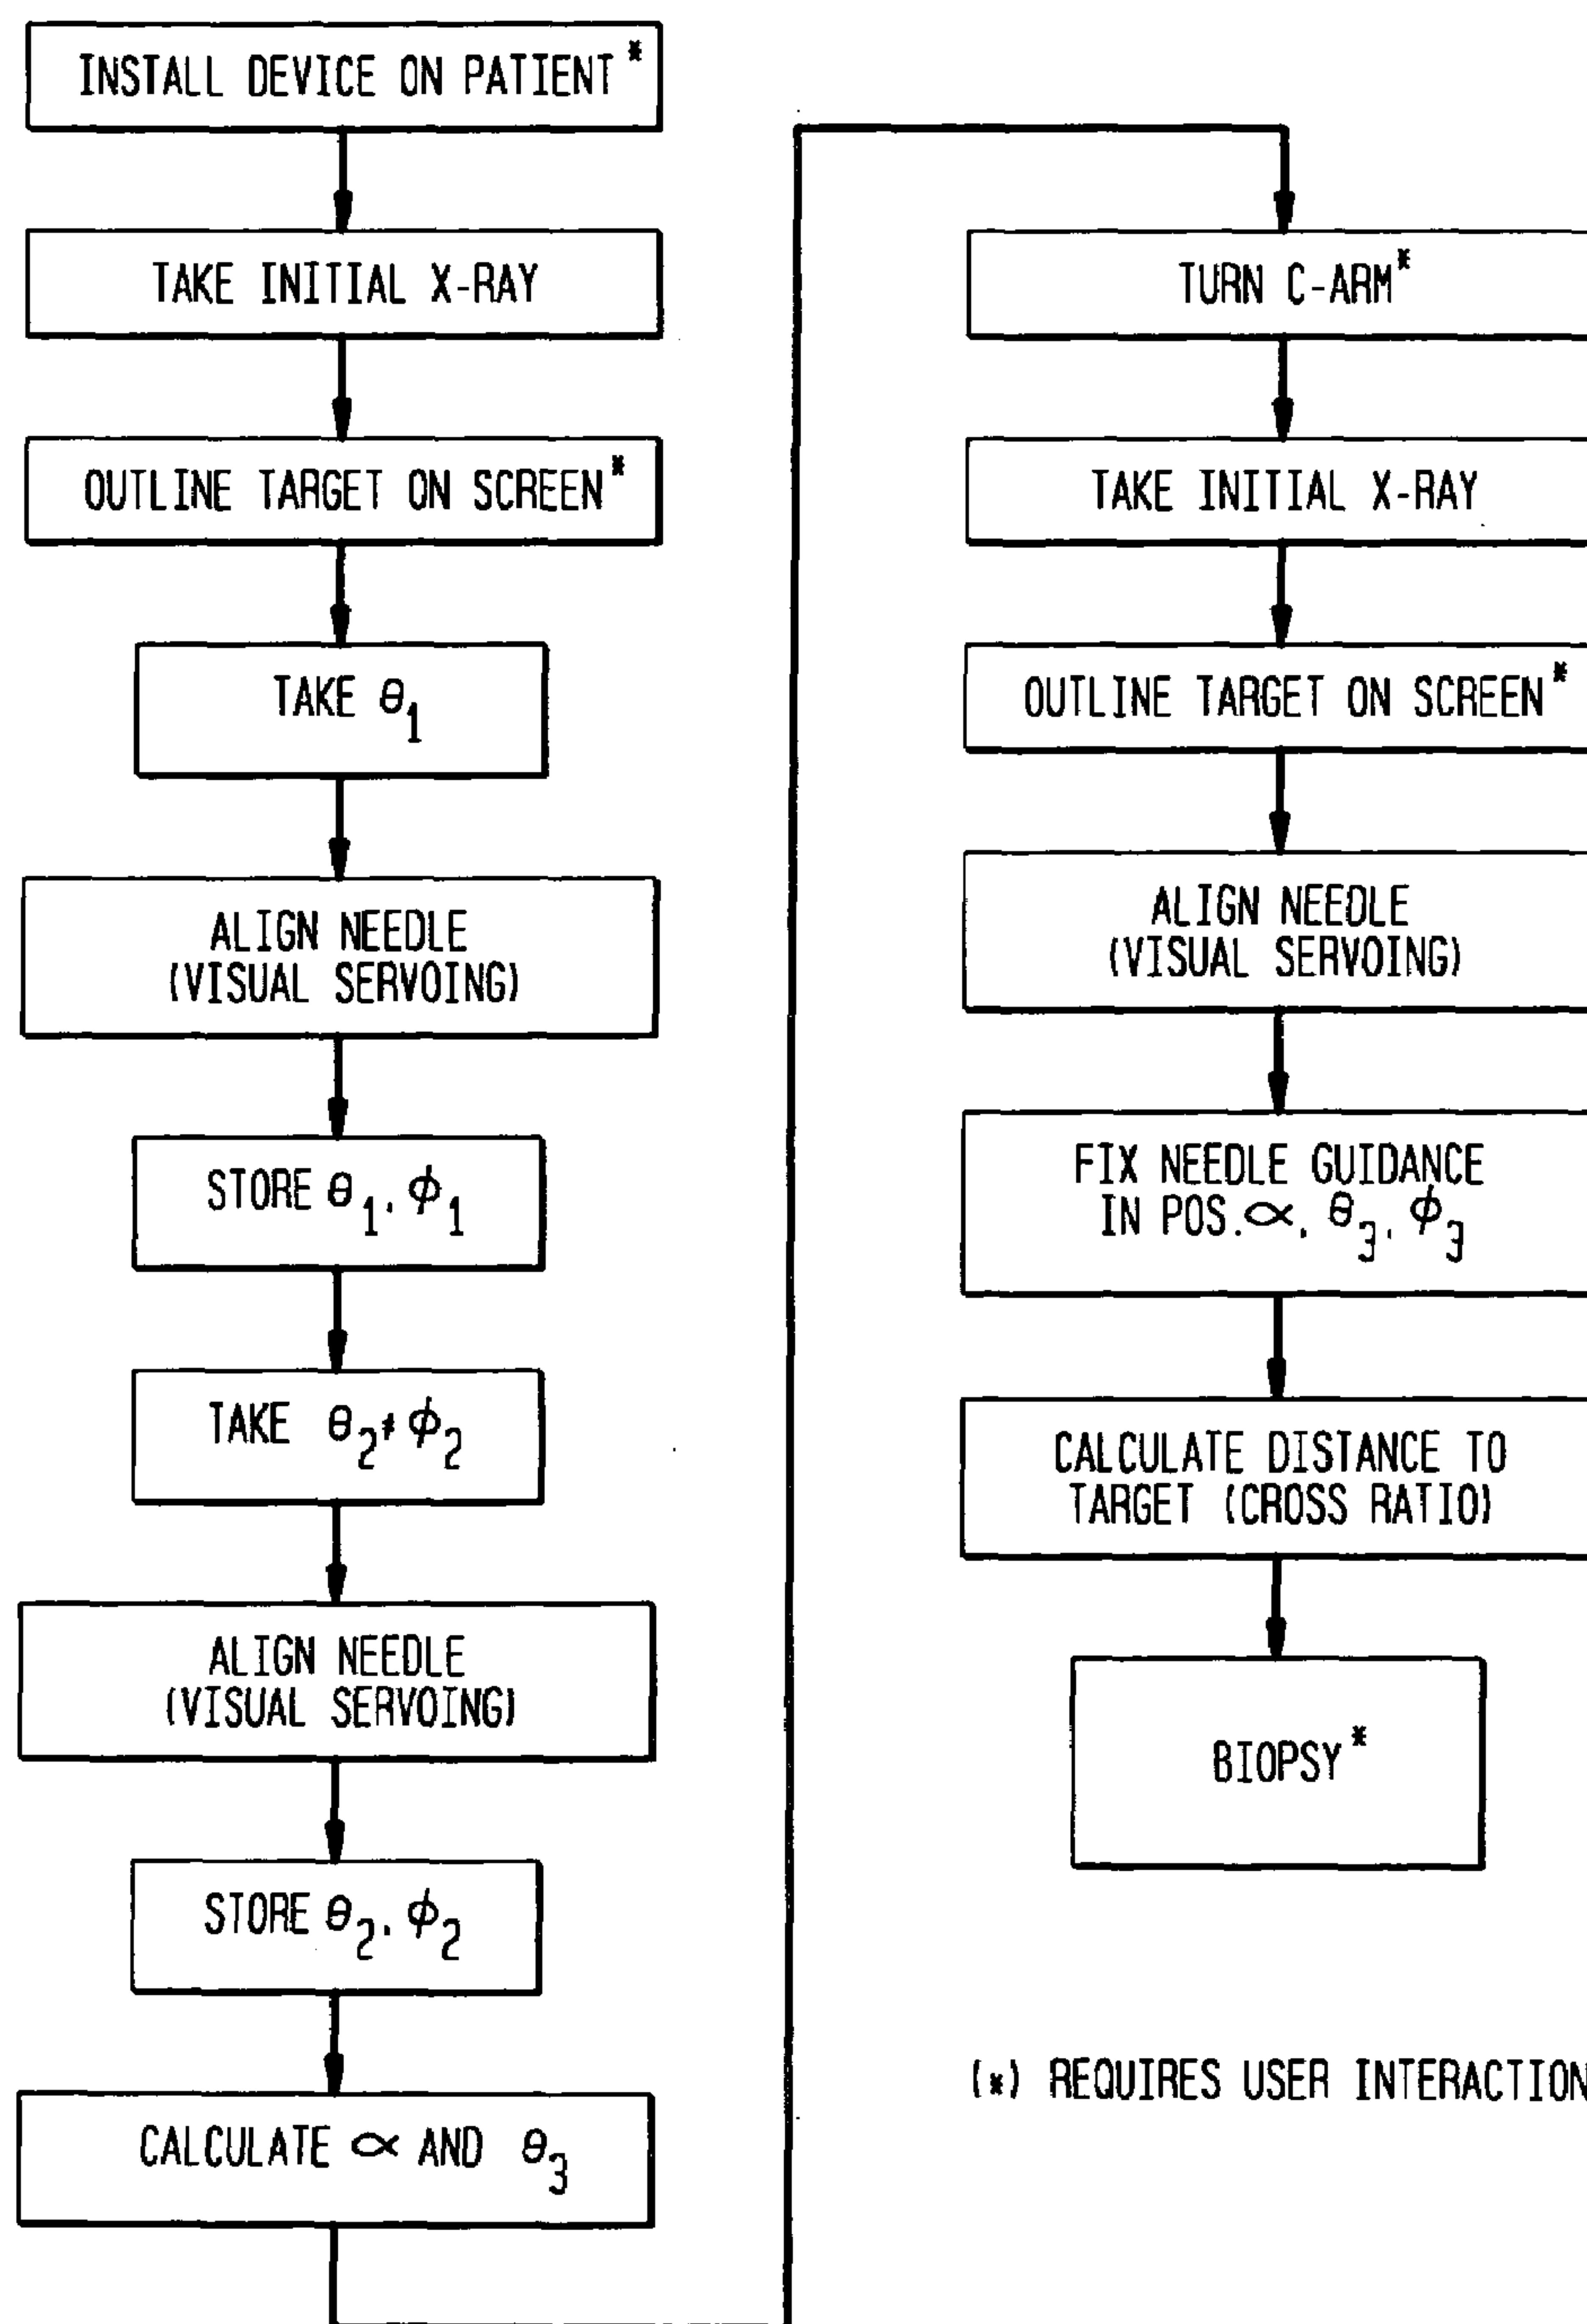 INSTALL DEVICE ON PATIENT*
TAKE INITIAL X-RAY
OUTLINE TARGET ON SCREEN*
TAKE θ1
ALIGN NEEDLE
(VISUAL SERVOING)
STORE θ1, ϕ1
TAKE θ2* ϕ2
ALIGN NEEDLE
(VISUAL SERVOING)
STORE θ2, ϕ2
CALCULATE ∝ AND θ3
TURN C-ARM*
TAKE INITIAL X-RAY
OUTLINE TARGET ON SCREEN*
ALIGN NEEDLE
(VISUAL SERVOING)
FIX NEEDLE GUIDANCE
IN POS.∝, θ3, ϕ3
CALCULATE DISTANCE TO
TARGET (CROSS RATIO)
BIOPSY*
(*) REQUIRES USER INTERACTION